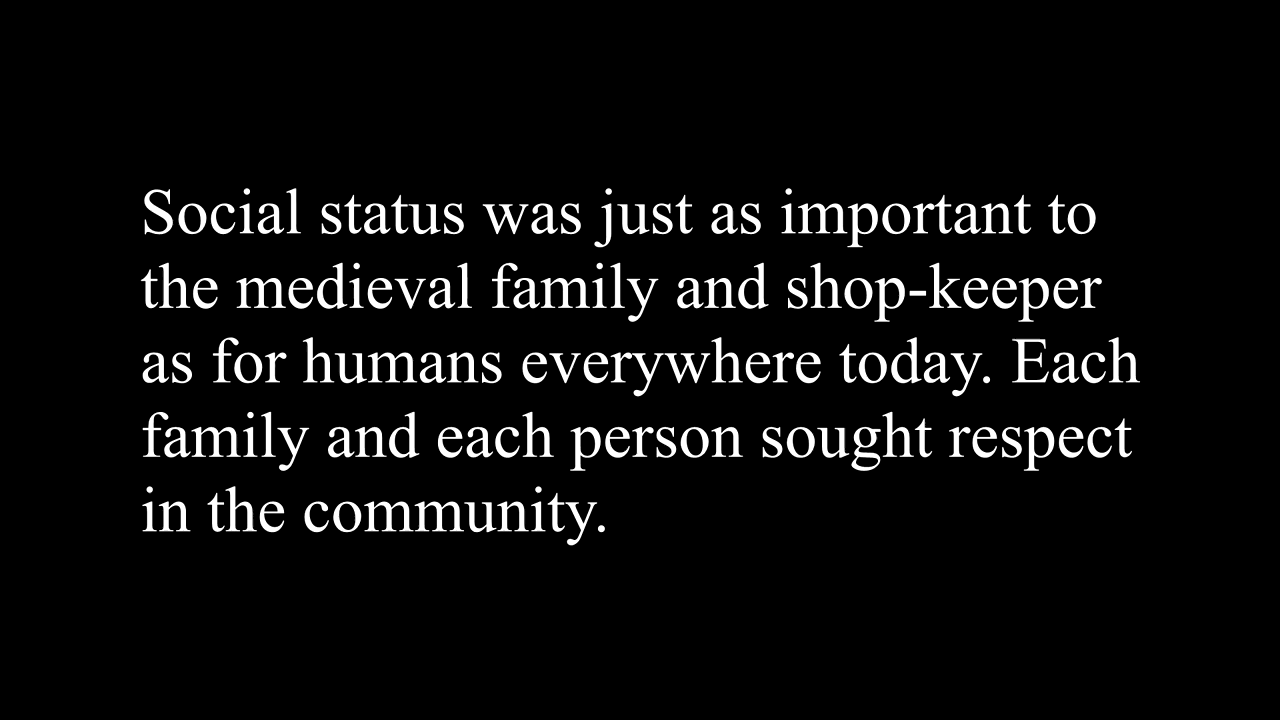 Social status was just as important to
the medieval family and shop-keeper
as for humans everywhere today. Each
family and each person sought respect
in the community.